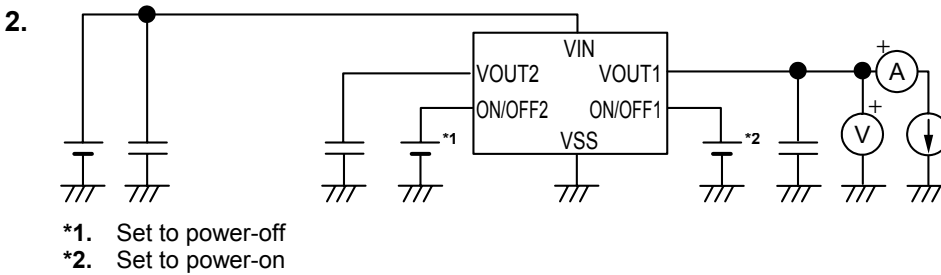 2.
VIN
VOUT2 VOUT1
ON/OFF2 ON/OFF1
VSS
*1
*2
+
A
+
V
*1. Set to power-off
*2. Set to power-on